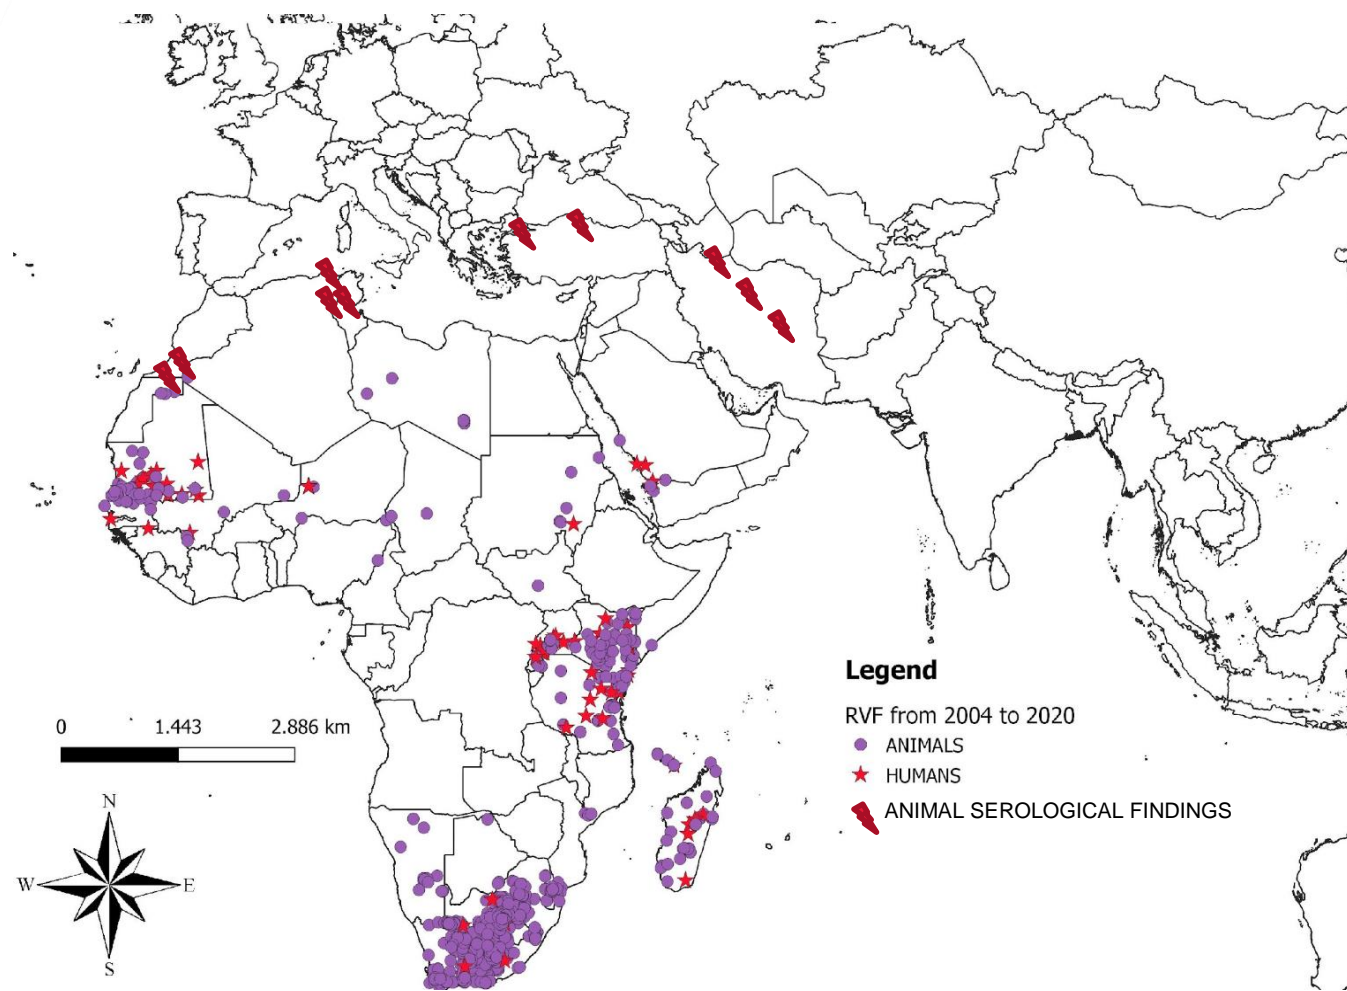 Legend
RVF from 2004 to 2020
ANIMALS
HUMANS
ANIMAL SEROLOGICAL FINDINGS
0 1.443 2.886 km
N
W E
S